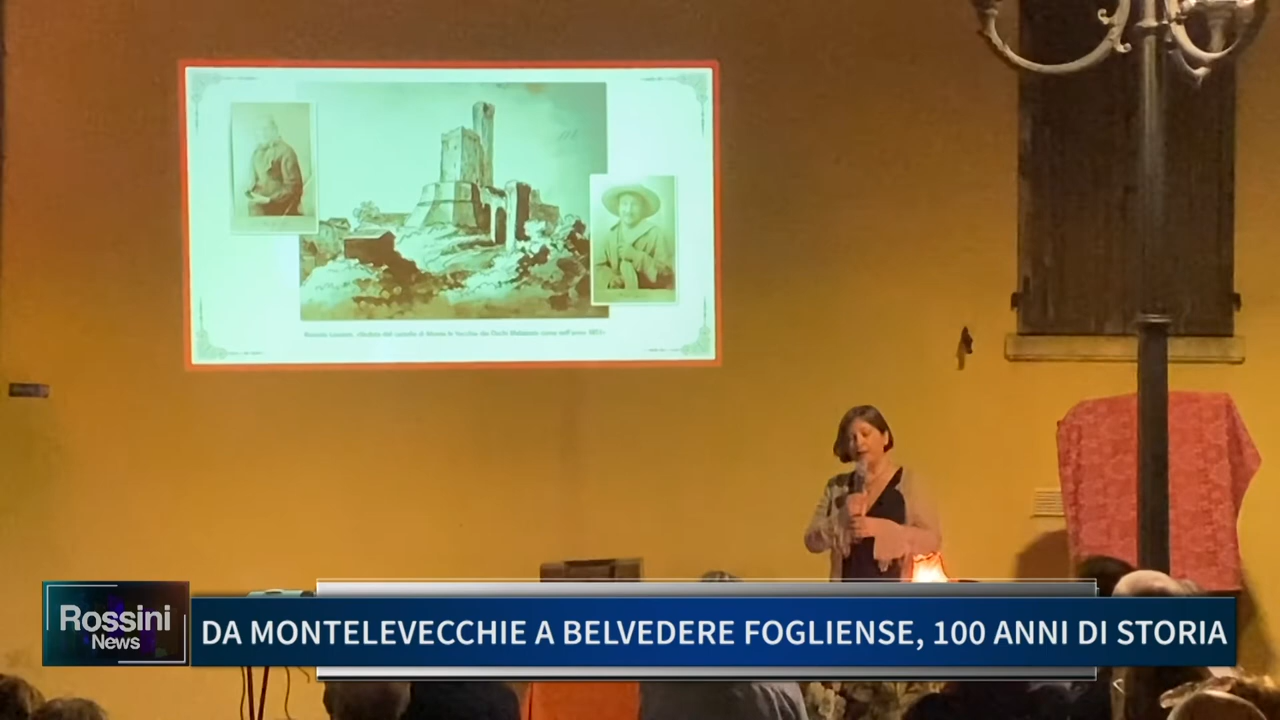 Rossini
News
DA MONTELEVECCHIE A BELVEDERE FOGLIENSE, 100 ANNI DI STORIA